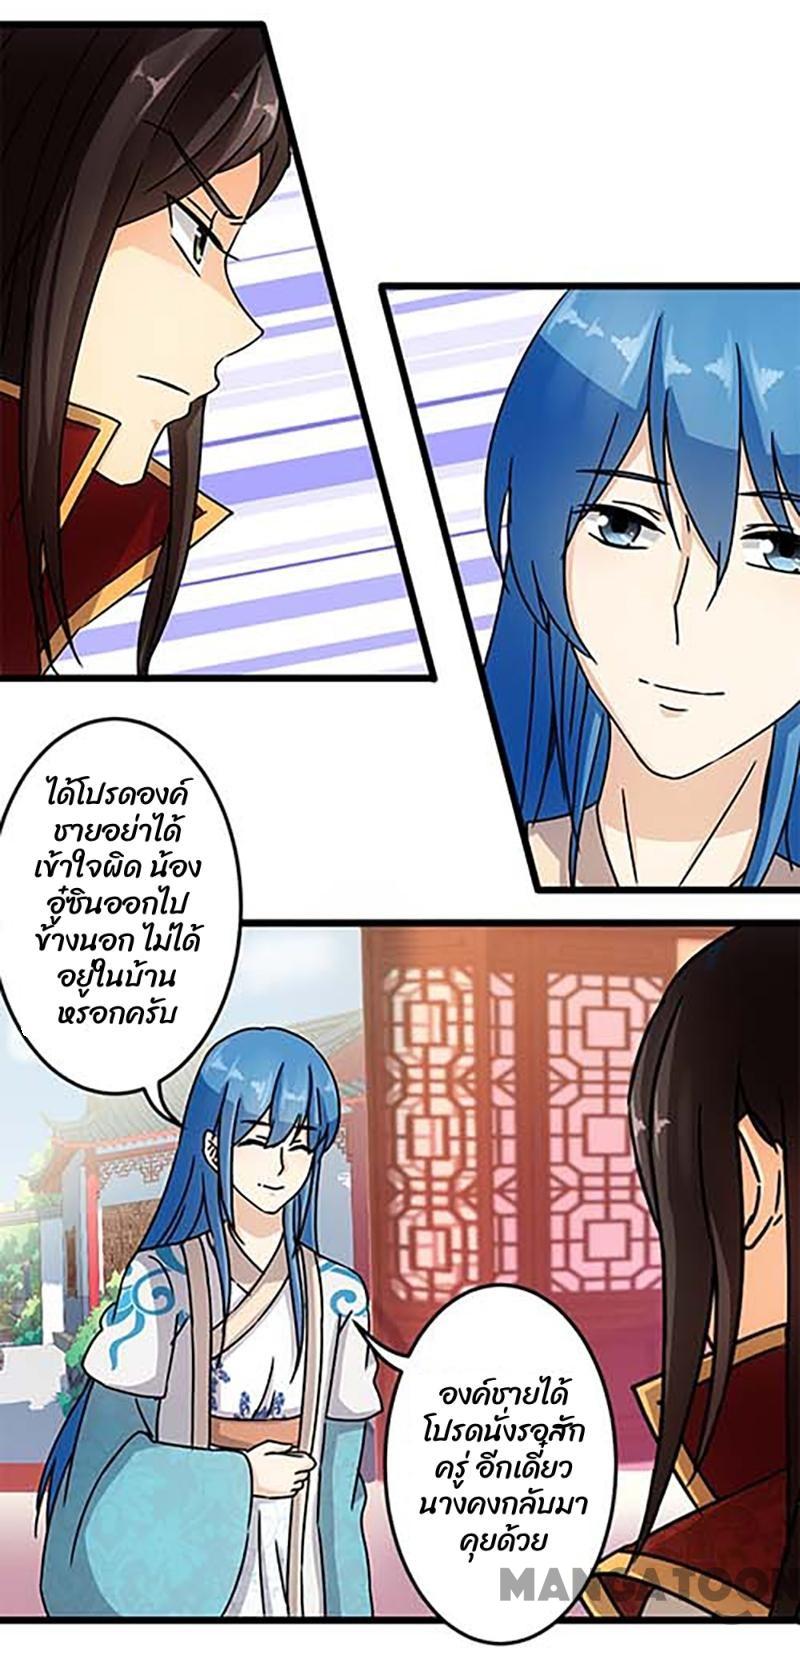 ได้โปรดองค์
ชายอย่าได้
เข้าใจผิด น้อง
อู๋ซินออกไป
ข้างนอก ไม่ได้
อยู่ในบ้าน
หรอกครับ
องค์ชายได้
โปรดนั่งรอสัก
ครู่ อีกเดี๋ยว
นางคงกลับมา
คุยด้วย
MANGATOON